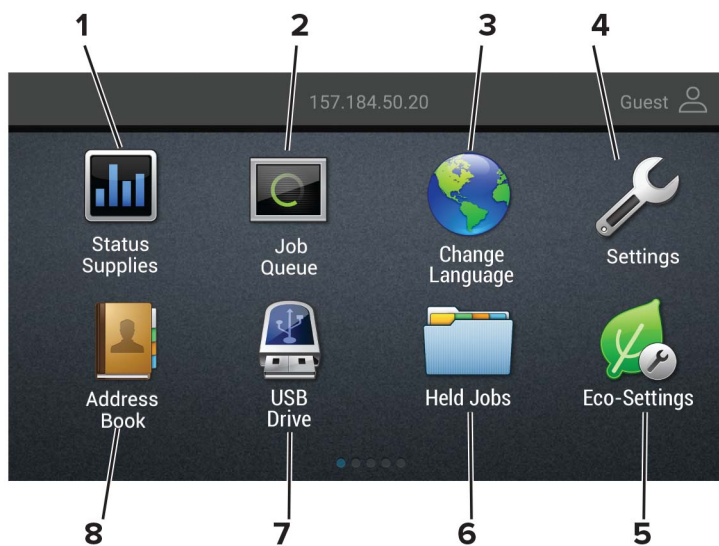 1 2 3 4
157.184.50.20 Guest
Status
Supplies
Job
Queue
Change
Language
Settings
Address
Book
USB
Drive
Held Jobs
Eco-Settings
8 7 6 5